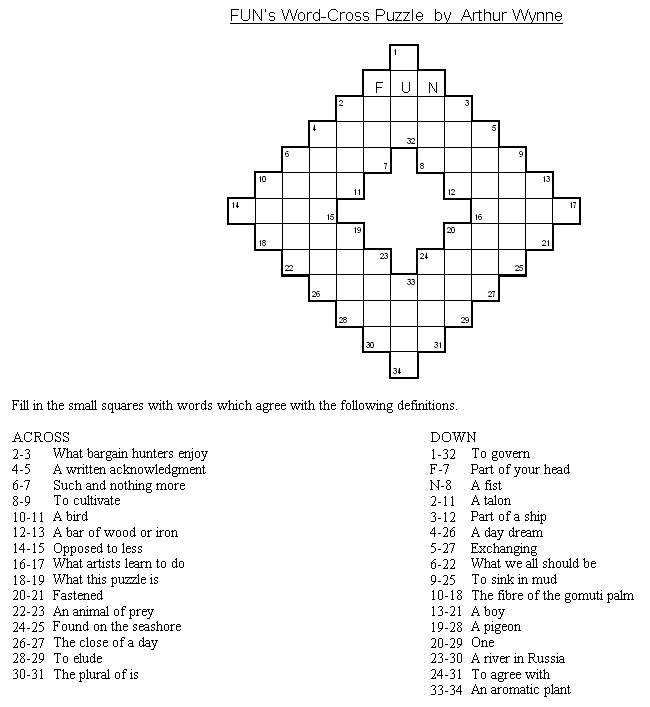 FUN's Word-Cross Puzzle by Arthur Wynne
1
F U N
2 3
4 32 5
6 7 8 9
10 11 12 13
14 15 16 17
18 19 20 21
22 23 24 25
26 33 27
28 29
30 31
34
Fill in the small squares with words which agree with the following definitions.
ACROSS
2-3 What bargain hunters enjoy
4-5 A written acknowledgment
6-7 Such and nothing more
8-9 To cultivate
10-11 A bird
12-13 A bar of wood or iron
14-15 Opposed to less
16-17 What artists learn to do
18-19 What this puzzle is
20-21 Fastened
22-23 An animal of prey
24-25 Found on the seashore
26-27 The close of a day
28-29 To elude
30-31 The plural of is
DOWN
1-32 To govern
F-7 Part of your head
N-8 A fist
2-11 A talon
3-12 Part of a ship
4-26 A day dream
5-27 Exchanging
6-22 What we all should be
9-25 To sink in mud
10-18 The fibre of the gomuti palm
13-21 A boy
19-28 A pigeon
20-29 One
23-30 A river in Russia
24-31 To agree with
33-34 An aromatic plant